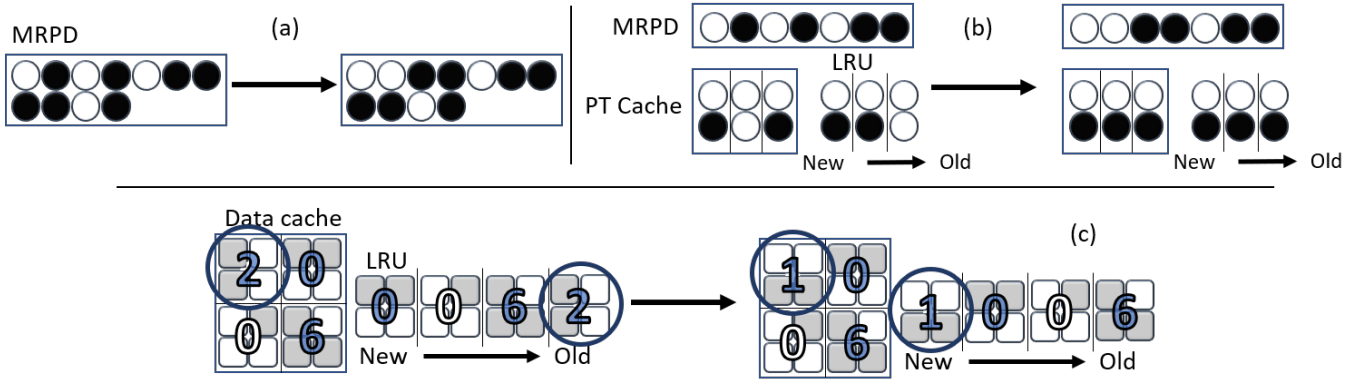 MRPD
(a)
MRPD
(b)
LRU
PT Cache
New
Old
New
Old
Data cache
2 0
0 6
LRU
0 0 6 2
New
Old
(c)
1 0
0 6
1 0 0 6
New
Old